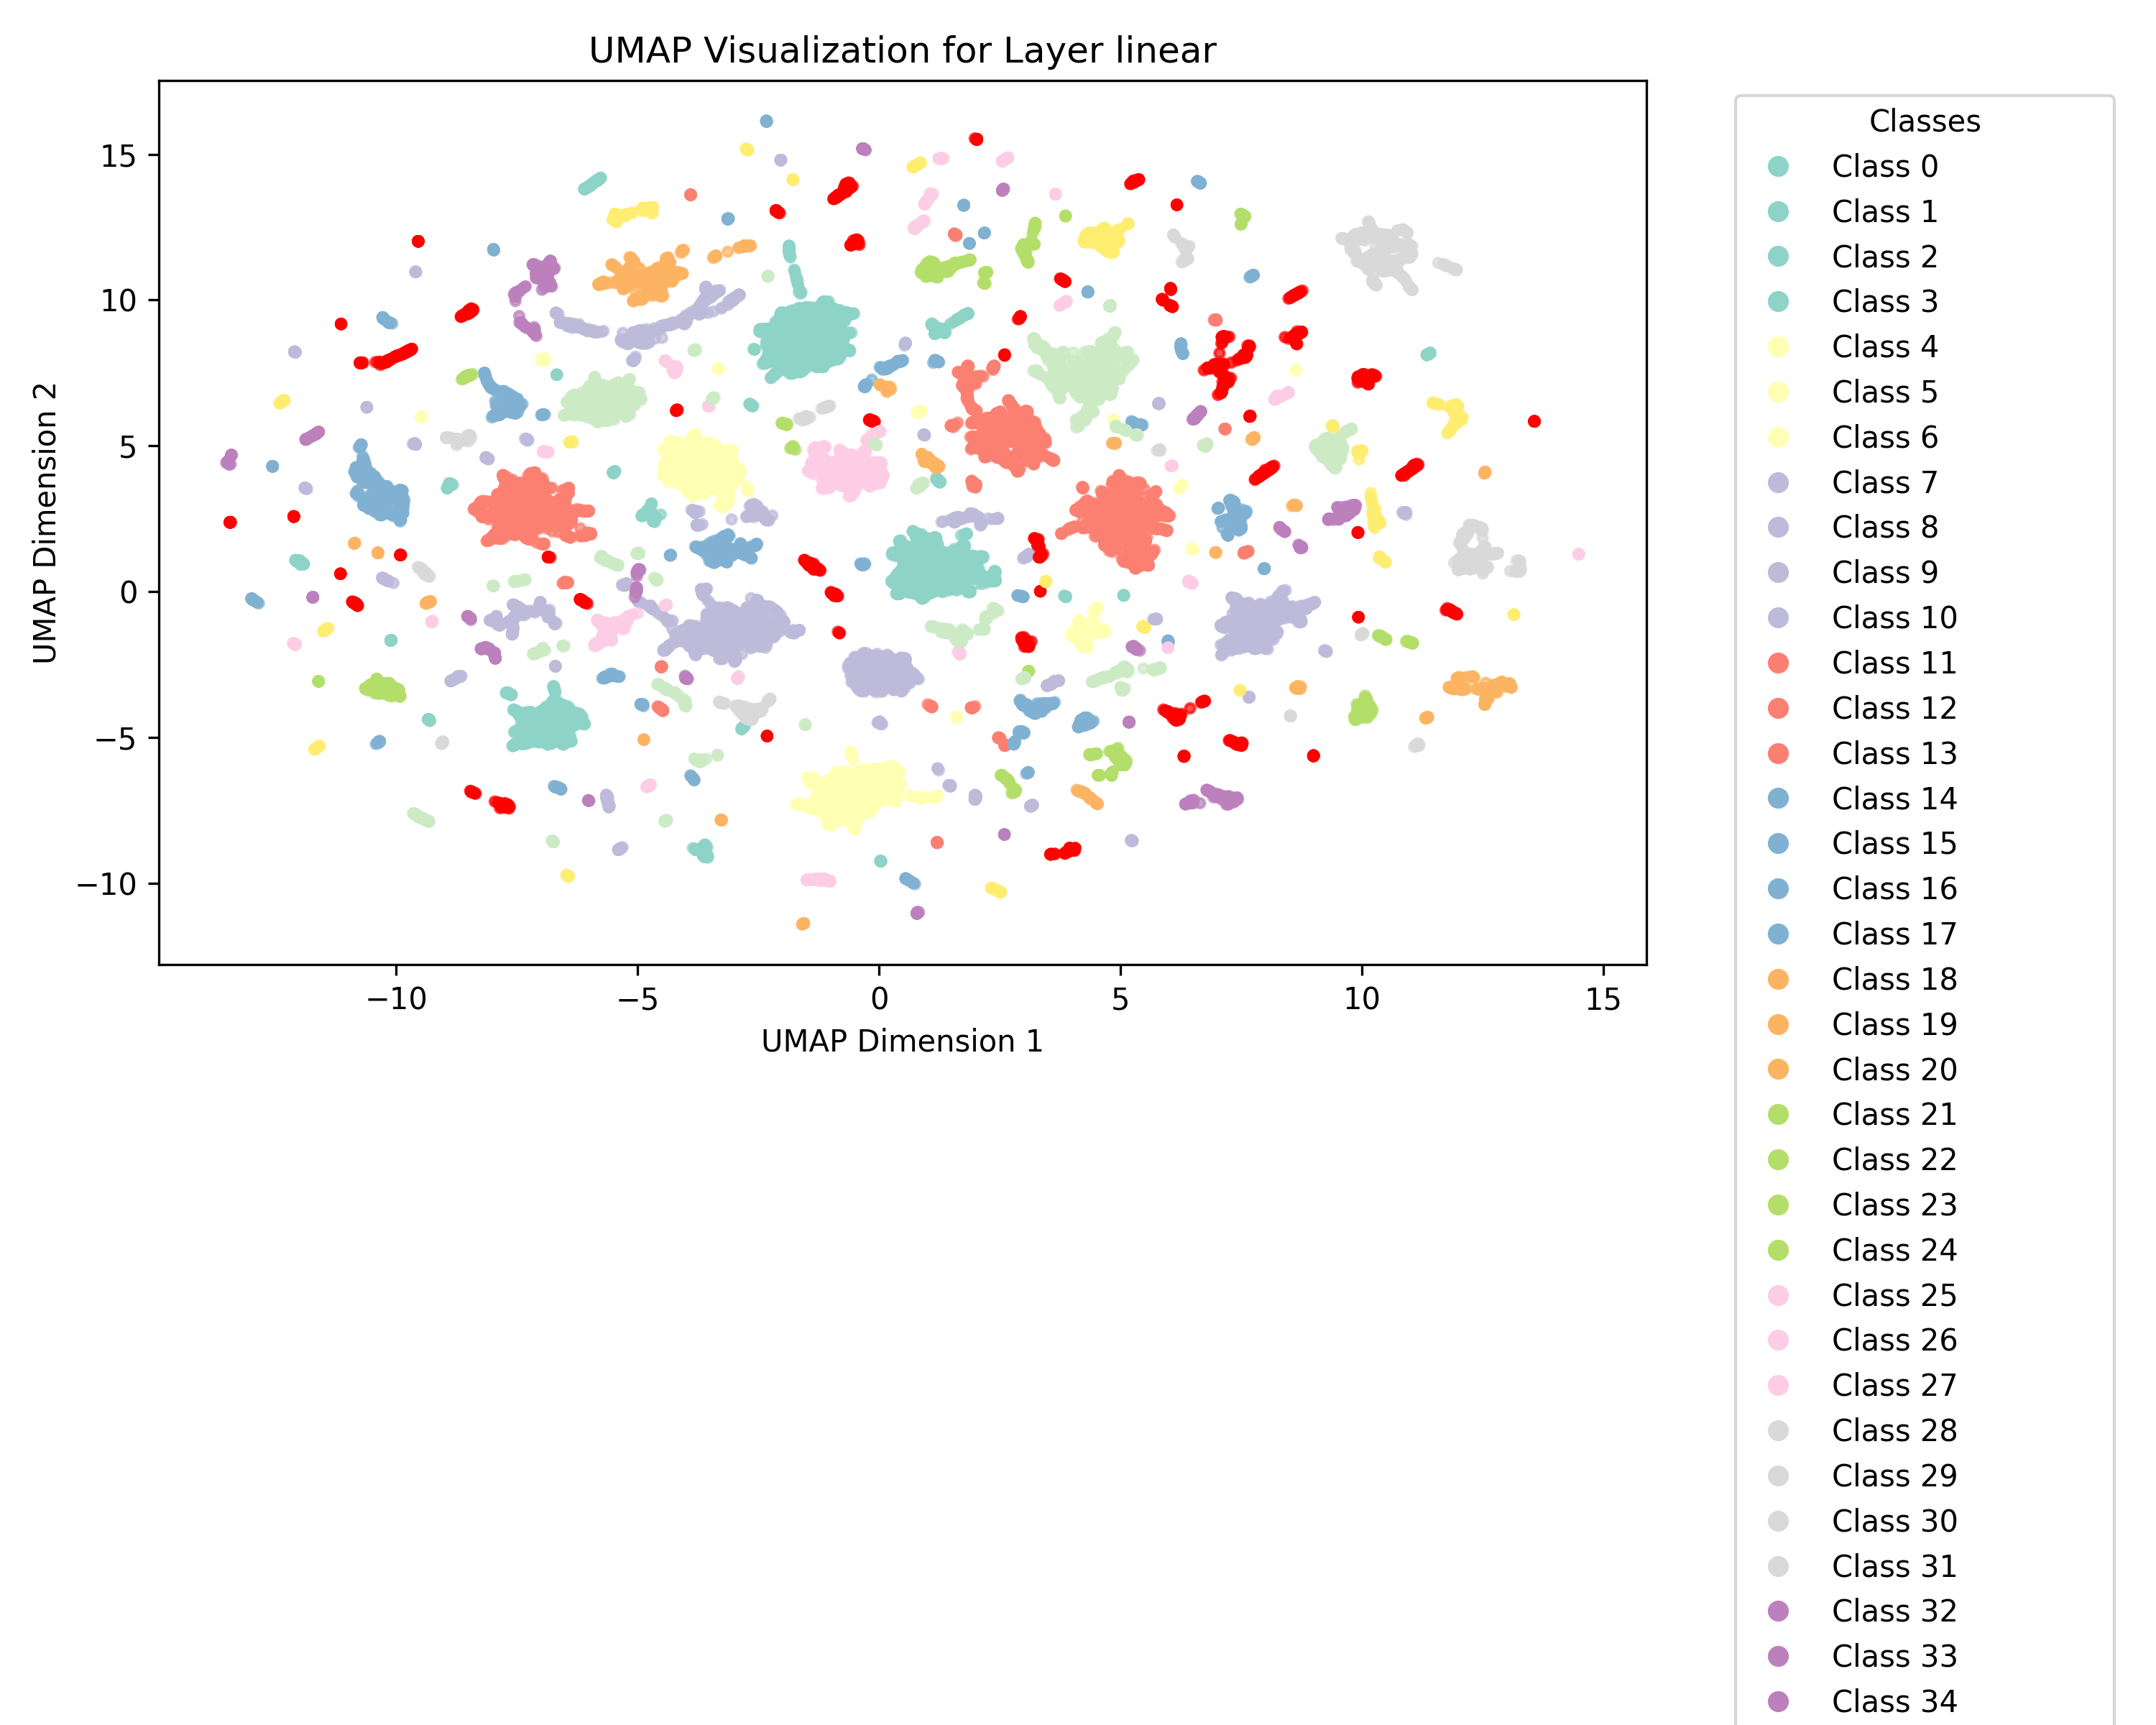 UMAP Visualization for Layer linear
15
10
5
0
−5
−10
UMAP Dimension 2
−10
−5
0
5
10
15
UMAP Dimension 1
Classes
Class 0
Class 1
Class 2
Class 3
Class 4
Class 5
Class 6
Class 7
Class 8
Class 9
Class 10
Class 11
Class 12
Class 13
Class 14
Class 15
Class 16
Class 17
Class 18
Class 19
Class 20
Class 21
Class 22
Class 23
Class 24
Class 25
Class 26
Class 27
Class 28
Class 29
Class 30
Class 31
Class 32
Class 33
Class 34